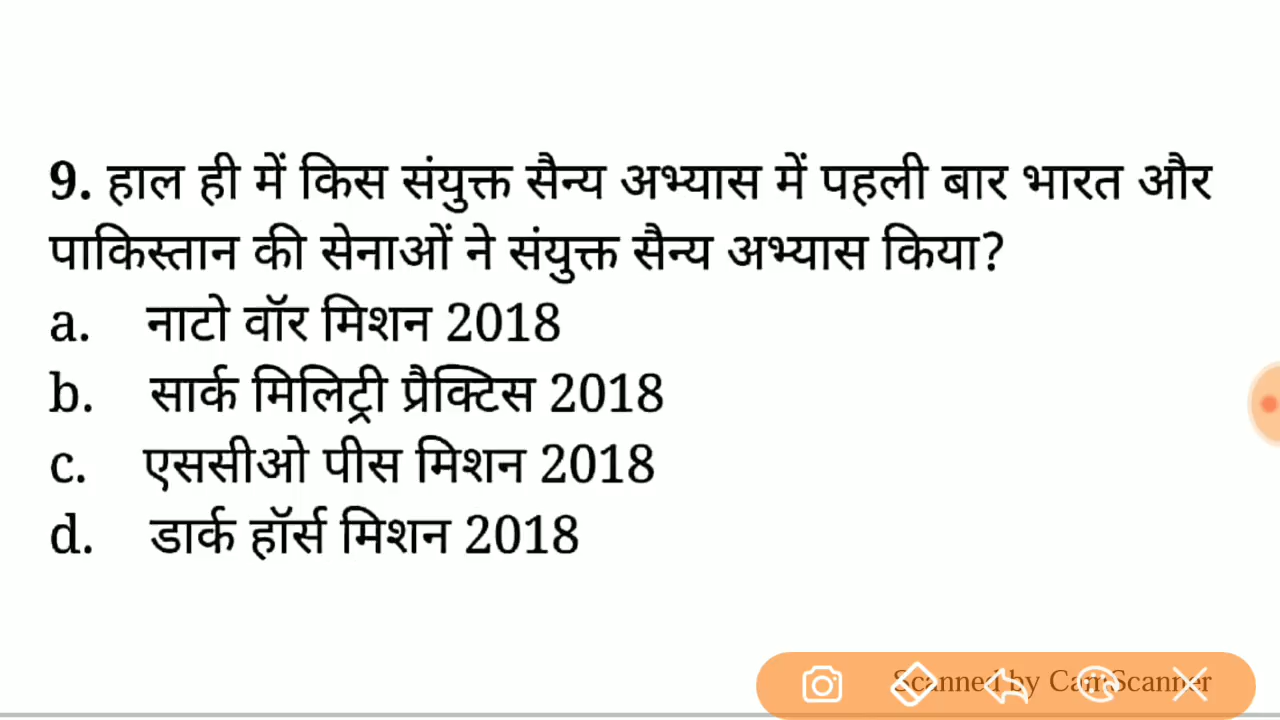 9. हाल ही में किस संयुक्त सैन्य अभ्यास में पहली बार भारत और
पाकिस्तान की सेनाओं ने संयुक्त सैन्य अभ्यास किया?
a. नाटो वॉर मिशन 2018
b. सार्क मिलिट्री प्रैक्टिस 2018
c. एससीओ पीस मिशन 2018
d. डार्क हॉर्स मिशन 2018
Scanned by CamScanner